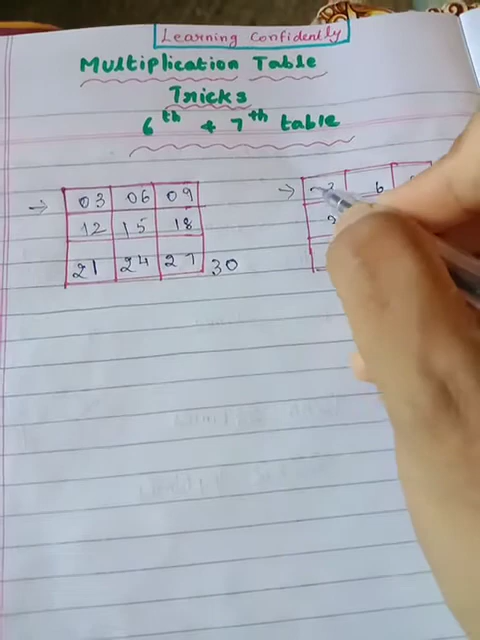 Learning Confidently
Multiplication Table
Tricks
6th & 7th table
→ 03 06 09
12 15 18
21 24 27 30
→ 6